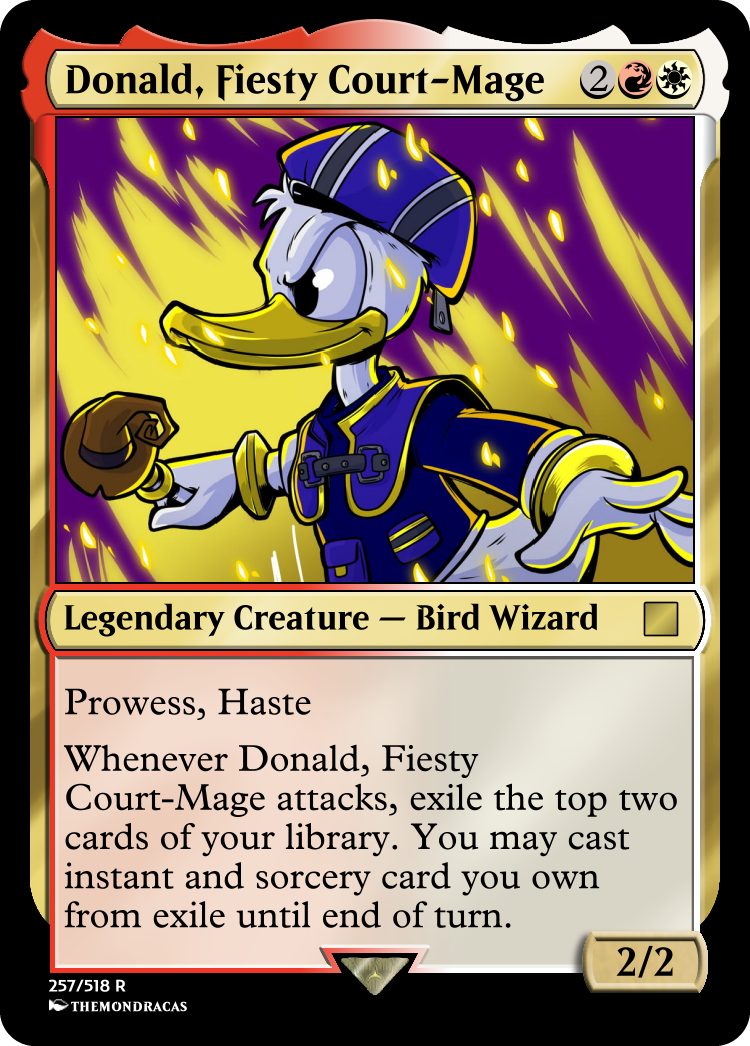 Donald, Fiesty Court-Mage 2
Legendary Creature — Bird Wizard
Prowess, Haste
Whenever Donald, Fiesty
Court-Mage attacks, exile the top two
cards of your library. You may cast
instant and sorcery card you own
from exile until end of turn.
2/2
257/518 R
THEMONDRACAS